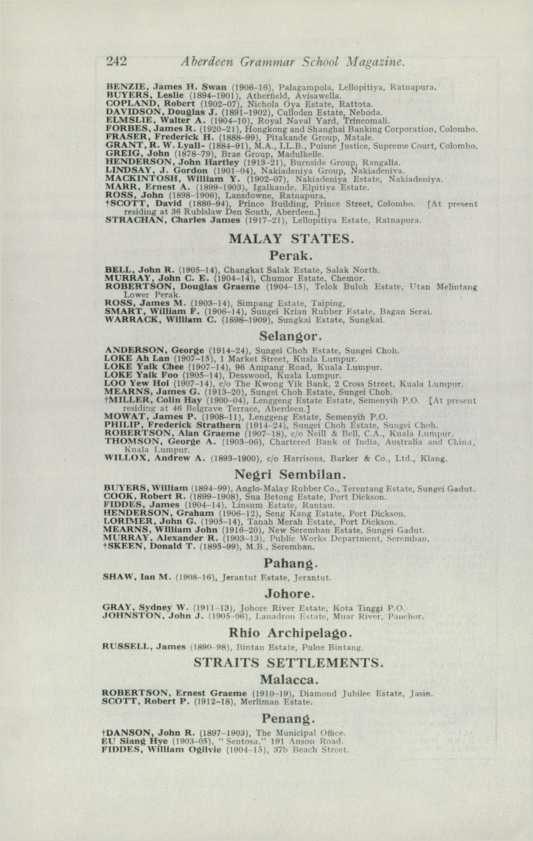 242 Aberdeen Grammar School Magazine.
BENZIE, James H. Swan (1906-16), Palagampola, Lellopitiya, Ratnapura.
BUYERS, Leslie (1894-1901), Atherfield, Avisawella.
COPLAND, Robert (1902-07), Nichola Oya Estate, Rattota.
DAVIDSON, Douglas J. (1891-1902), Culloden Estate, Neboda.
ELMSLIE, Walter A. (1904-10), Royal Naval Yard, Trincomali.
FORBES, James R. (1920-21), Hongkong and Shanghai Banking Corporation, Colombo.
FRASER, Frederick H. (1888-99), Pitakande Group, Matale.
GRANT, R. W. Lyall- (1884-91), M.A., LL.B., Puisne Justice, Supreme Court, Colombo.
GREIG, John (1878-79), Brae Group, Madulkelle.
HENDERSON, John Hartley (1913-21), Burnside Group, Rangalla.
LINDSAY, J. Gordon (1901-04), Nakiadeniya Group, Nakiadeniya.
MACKINTOSH, William Y. (1902-07), Nakiadeniya Estate, Nakiadeniya.
MARR, Ernest A. (1899-1903), Igalkande, Elpitiya Estate.
ROSS, John (1898-1906), Lansdowne, Ratnapura.
†SCOTT, David (1880-94), Prince Building, Prince Street, Colombo. [At present
residing at 36 Rubislaw Den South, Aberdeen.]
STRACHAN, Charles James (1917-21), Lellopitiya Estate, Ratnapura.
MALAY STATES.
Perak.
BELL, John R. (1905-14), Changkat Salak Estate, Salak North.
MURRAY, John C. E. (1904-14), Chumor Estate, Chemor.
ROBERTSON, Douglas Graeme (1904-15), Telok Buloh Estate, Utan Melintang
Lower Perak.
ROSS, James M. (1903-14), Simpang Estate, Taiping.
SMART, William F. (1906-14), Sungei Krian Rubber Estate, Bagan Serai.
WARRACK, William C. (1898-1909), Sungkai Estate, Sungkai.
Selangor.
ANDERSON, George (1914-24), Sungei Choh Estate, Sungei Choh.
LOKE Ah Lan (1907-15), 1 Market Street, Kuala Lumpur.
LOKE Yaik Chee (1907-14), 96 Ampang Road, Kuala Lumpur.
LOKE Yaik Foo (1905-14), Desswood, Kuala Lumpur.
LOO Yew Hoi (1907-14), c/o The Kwong Yik Bank, 2 Cross Street, Kuala Lumpur.
MEARNS, James G. (1913-20), Sungei Choh Estate, Sungei Choh.
†MILLER, Colin Hay (1900-04), Lenggeng Estate Estate, Semenyih P.O. [At present
residing at 46 Belgrave Terrace, Aberdeen.]
MOWAT, James P. (1908-11), Lenggeng Estate, Semenyih P.O.
PHILIP, Frederick Strathern (1914-24), Sungei Choh Estate, Sungei Choh.
ROBERTSON, Alan Graeme (1907-18), c/o Neill & Bell, C.A., Kuala Lumpur.
THOMSON, George A. (1903-06), Chartered Bank of India, Australia and China,
Kuala Lumpur.
WILLOX, Andrew A. (1893-1900), c/o Harrisons, Barker & Co., Ltd., Klang.
Negri Sembilan.
BUYERS, William (1894-99), Anglo-Malay Rubber Co., Terentang Estate, Sungei Gadut.
COOK, Robert R. (1899-1908), Sua Betong Estate, Port Dickson.
FIDDES, James (1904-14), Linsum Estate, Rantau.
HENDERSON, Graham (1906-12), Seng Kang Estate, Port Dickson.
LORIMER, John G. (1905-14), Tanah Merah Estate, Port Dickson.
MEARNS, William John (1916-20), New Seremban Estate, Sungei Gadut.
MURRAY, Alexander R. (1903-13), Public Works Department, Seremban.
†SKEEN, Donald T. (1895-99), M.B., Seremban.
Pahang.
SHAW, Ian M. (1908-16), Jerantut Estate, Jerantut.
Johore.
GRAY, Sydney W. (1911-13), Johore River Estate, Kota Tinggi P.O.
JOHNSTON, John J. (1905-06), Lanadron Estate, Muar River, Panchor.
Rhio Archipelago.
RUSSELL, James (1890-98), Bintan Estate, Puloe Bintang.
STRAITS SETTLEMENTS.
Malacca.
ROBERTSON, Ernest Graeme (1910-19), Diamond Jubilee Estate, Jasin.
SCOTT, Robert P. (1912-18), Merliman Estate.
Penang.
†DANSON, John R. (1897-1903), The Municipal Office.
EU Siang Hye (1903-05), "Sentosa," 191 Anson Road.
FIDDES, William Ogilvie (1904-15), 37b Beach Street.